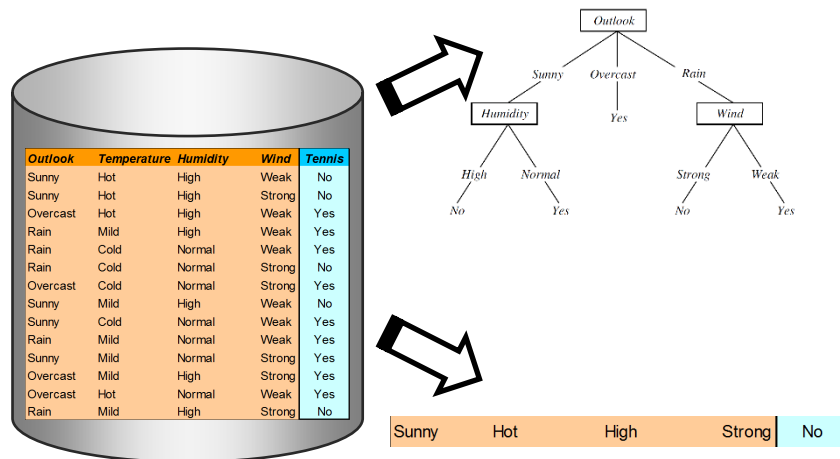 Outlook Temperature Humidity Wind Tennis
Sunny Hot High Weak No
Sunny Hot High Strong No
Overcast Hot High Weak Yes
Rain Mild High Weak Yes
Rain Cold Normal Weak Yes
Rain Cold Normal Strong No
Overcast Cold Normal Strong Yes
Sunny Mild High Weak No
Sunny Cold Normal Weak Yes
Rain Mild Normal Weak Yes
Sunny Mild Normal Strong Yes
Overcast Mild High Strong Yes
Overcast Hot Normal Weak Yes
Rain Mild High Strong No
Outlook
Sunny Overcast Rain
Humidity Yes Wind
High Normal Strong Weak
No Yes No Yes
Sunny Hot High Strong No